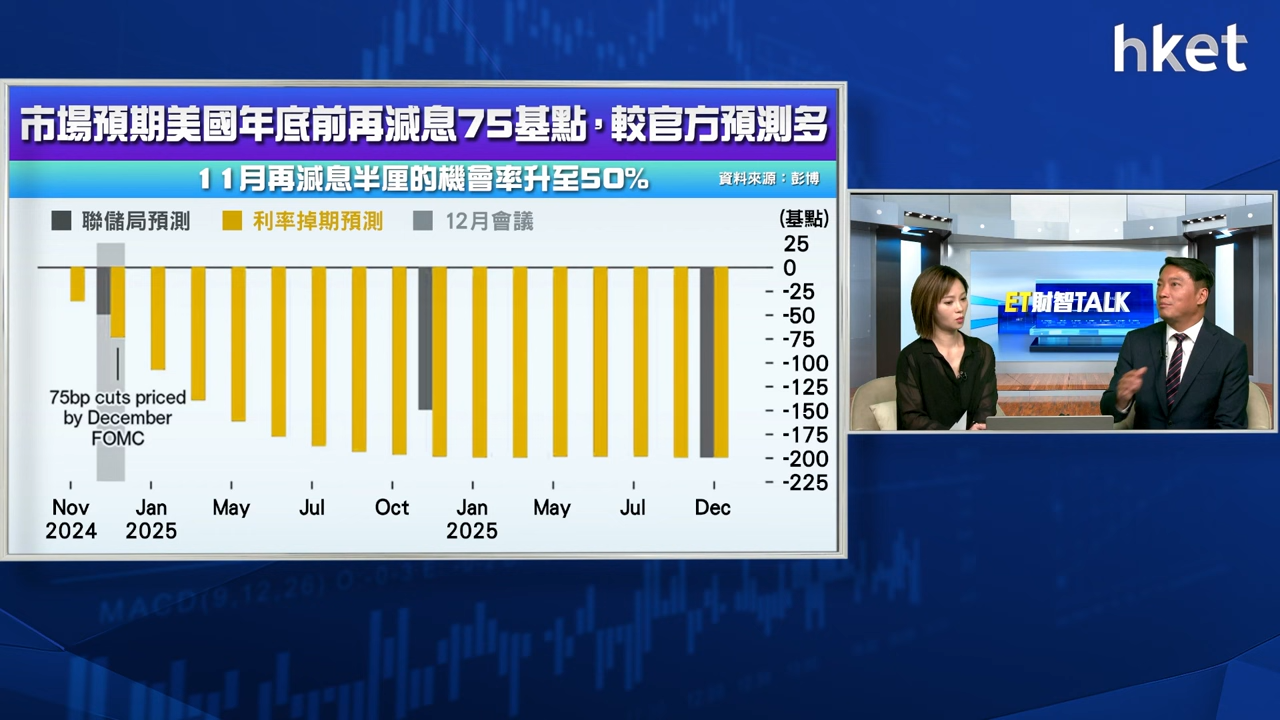 hket
市場預期美國年底前再減息75基點，較官方預測多
11月再減息半厘的機會率升至50%
資料來源：彭博
聯儲局預測
利率掉期預測
12月會議
(基點)
25
0
-25
-50
-75
-100
-125
-150
-175
-200
-225
75bp cuts priced
by December
FOMC
Nov
2024
Jan
2025
May
Jul
Oct
Jan
2025
May
Jul
Dec
ET財智TALK
MACD(9,12,26)